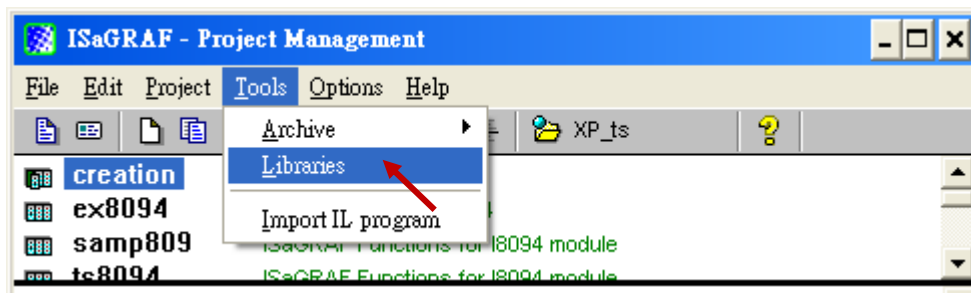 ISaGRAF - Project Management
File Edit Project Tools Options Help
Archive XP_ts
creation Libraries
ex8094
Import IL program
samp809 ISaGRAF Functions for I8094 module
ts8094 ISaGRAF Functions for I8094 module